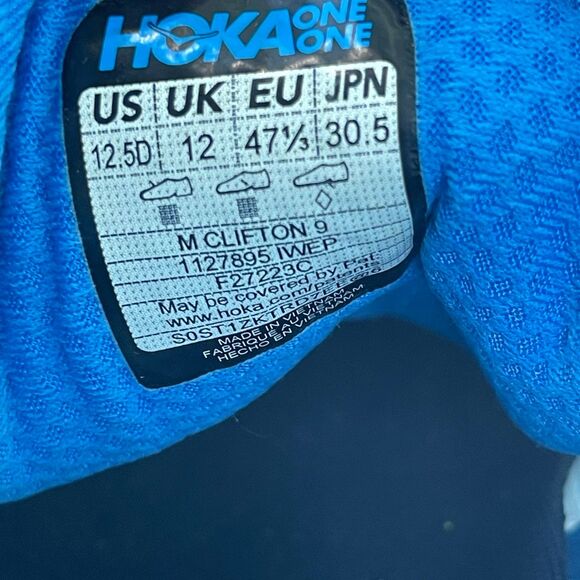 HOKA ONE ONE
US UK EU JPN
12.5D 12 47⅓ 30.5
M CLIFTON 9
1127895 IWEP
F27223C
May be covered by Pat.
www.hoka.com/patents
MADE IN VIETNAM
FABRIQUE AU VIETNAM
HECHO EN VIETNAM